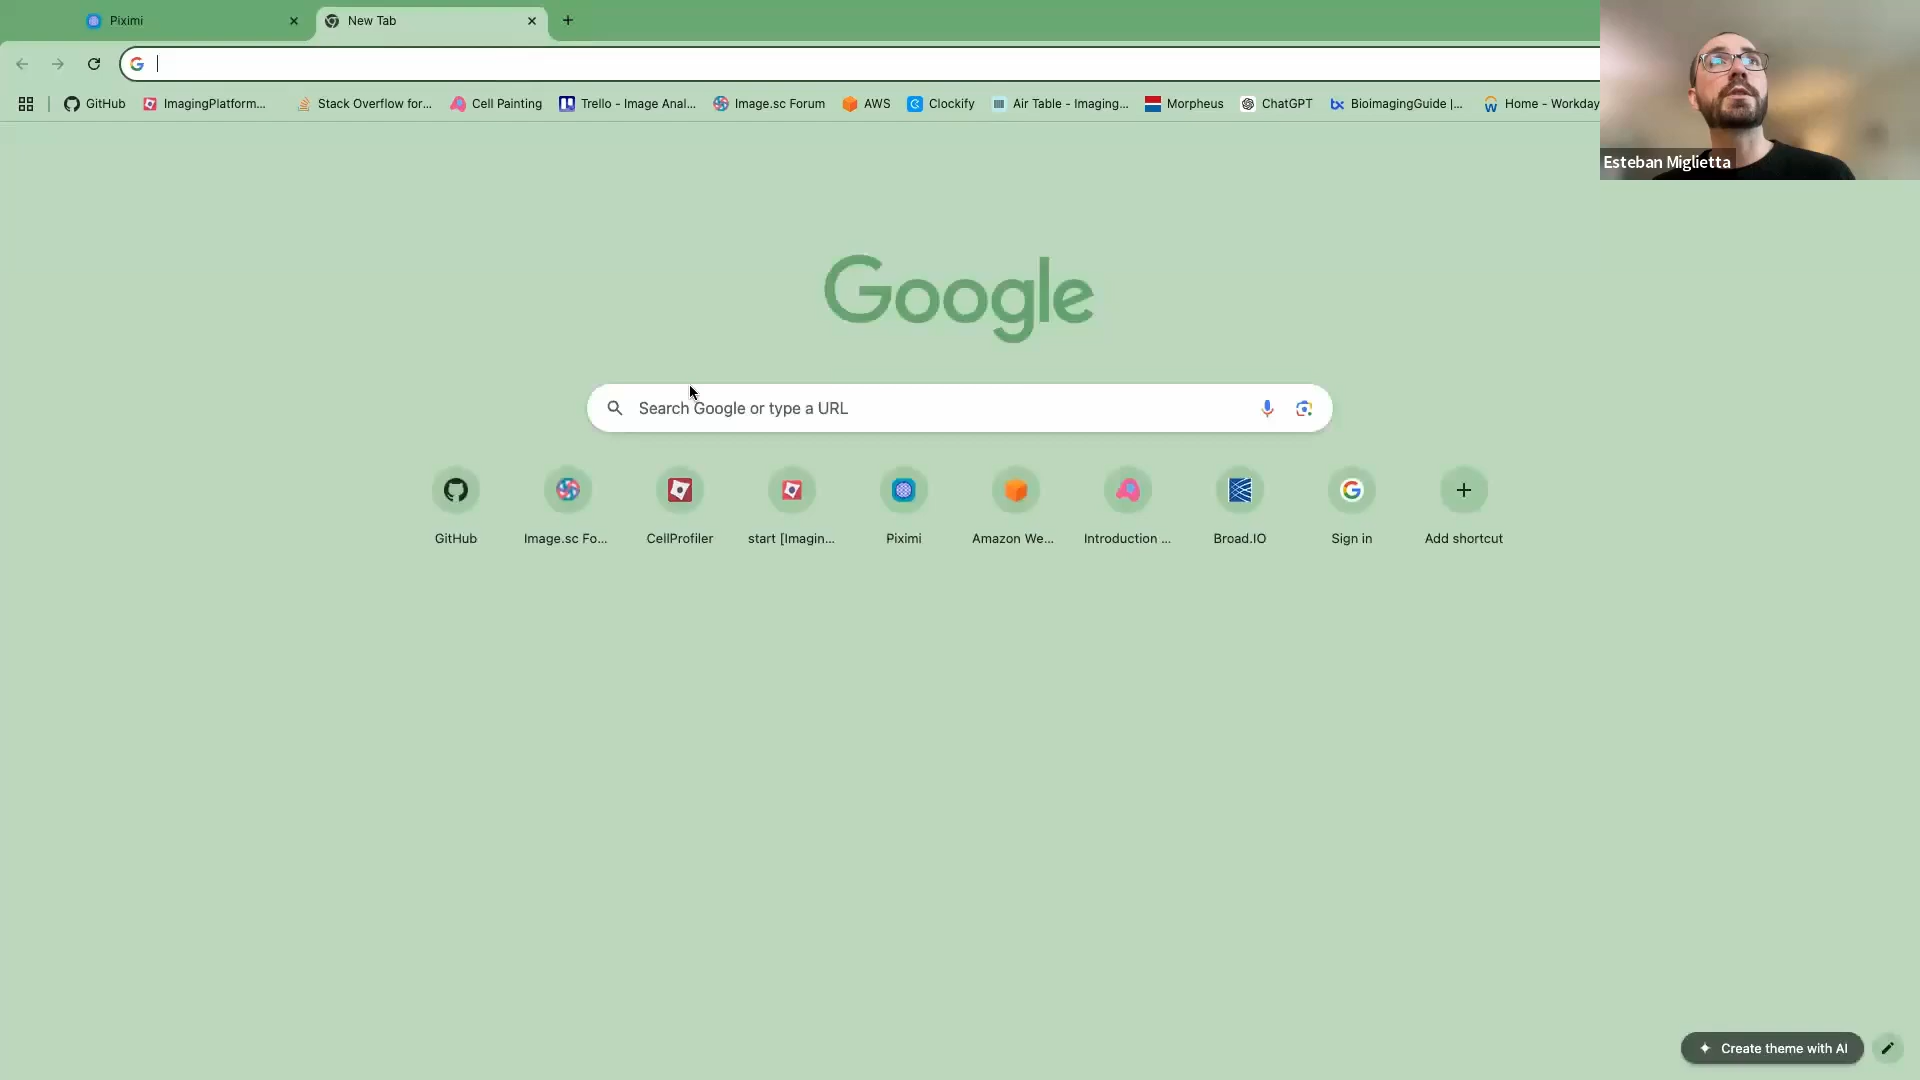 Piximi
New Tab
GitHub
ImagingPlatform...
Stack Overflow for...
Cell Painting
Trello - Image Anal...
Image.sc Forum
AWS
Clockify
Air Table - Imaging...
Morpheus
ChatGPT
BioimagingGuide |...
Home - Workday
Esteban Miglietta
Google
Search Google or type a URL
GitHub
Image.sc Fo...
CellProfiler
start [Imagin...
Piximi
Amazon We...
Introduction ...
Broad.IO
Sign in
Add shortcut
Create theme with AI